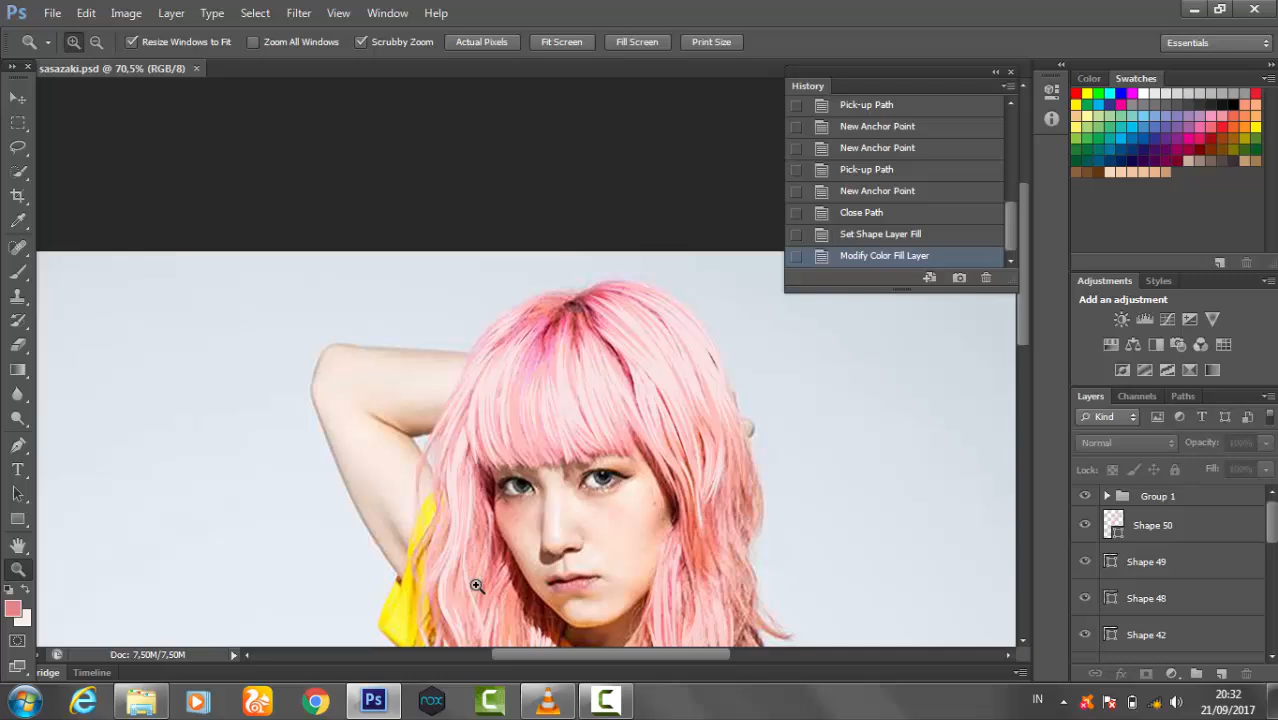 Ps File Edit Image Layer Type Select Filter View Window Help
Resize Windows to Fit Zoom All Windows Scrubby Zoom Actual Pixels Fit Screen Fill Screen Print Size Essentials
sasazaki.psd @ 70,5% (RGB/8) ×
History
Pick-up Path
New Anchor Point
New Anchor Point
Pick-up Path
New Anchor Point
Close Path
Set Shape Layer Fill
Modify Color Fill Layer
Color Swatches
Adjustments Styles
Add an adjustment
Layers Channels Paths
Kind
Normal Opacity: 100%
Lock: Fill: 100%
Group 1
Shape 50
Shape 49
Shape 48
Shape 42
Doc: 7,50M/7,50M
ridge Timeline
Ps nox C C IN 20:32
21/09/2017